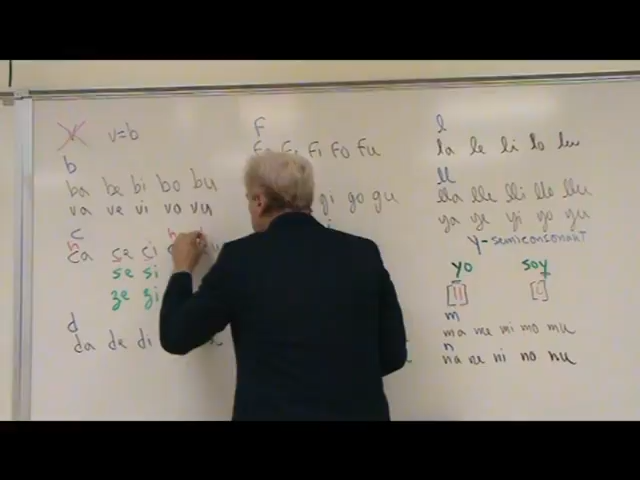 v v=b
b
ba be bi bo bu
va ve vi vo vu
c
h h
ca se ci
se si
ze zi
d
da de di
F
Fi Fo Fu
gi go gu
l
la le li lo lu
ll
lla lle lli llo llu
ya ye yi yo yu
y-semiconsonant
yo soy
m
ma me mi mo mu
n
na ne ni no nu